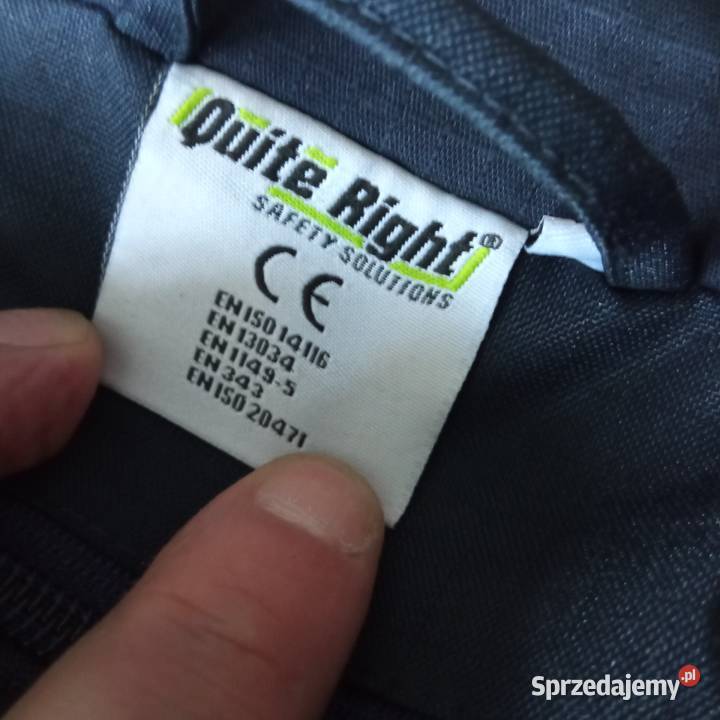 Quite Right®
SAFETY SOLUTIONS
CE
EN ISO 14116
EN 13034
EN 1149-5
EN 343
EN ISO 20471
Sprzedajemy.pl